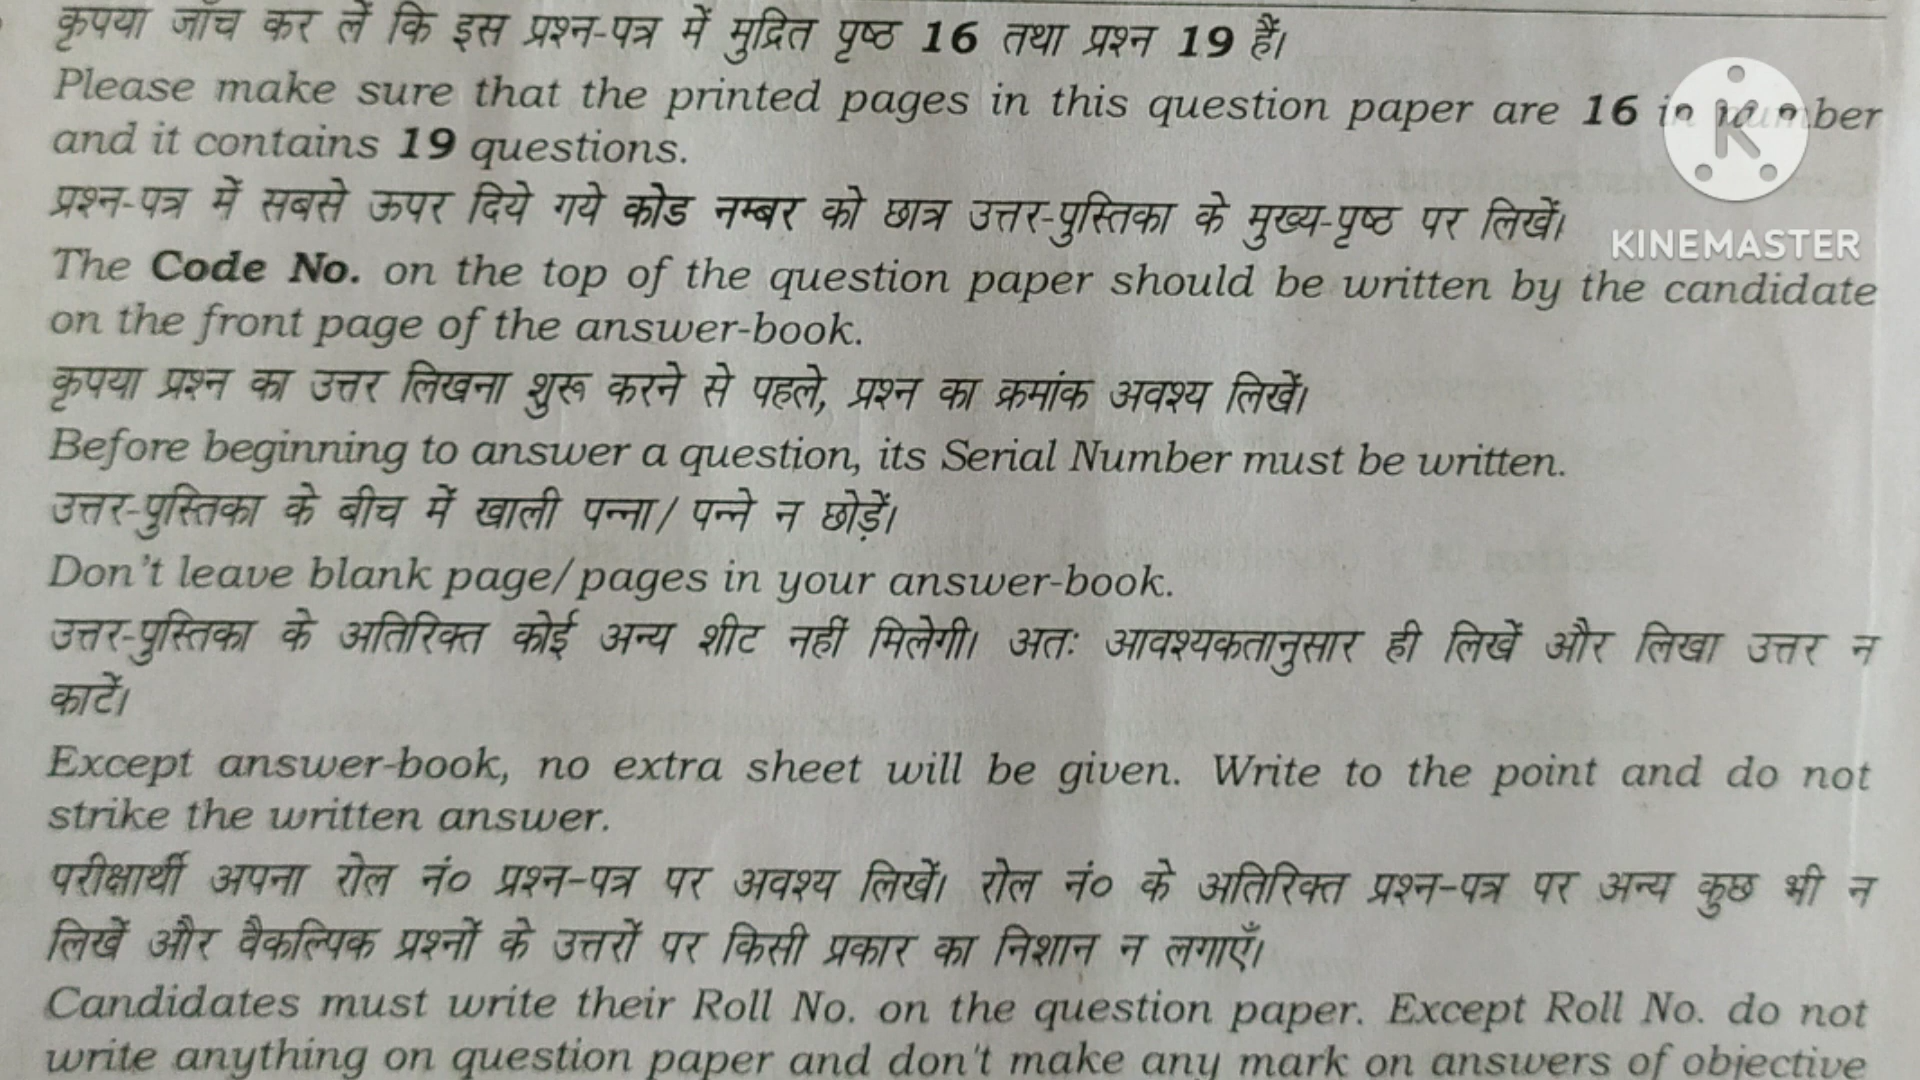 कृपया जाँच कर लें कि इस प्रश्न-पत्र में मुद्रित पृष्ठ 16 तथा प्रश्न 19 हैं।
Please make sure that the printed pages in this question paper are 16 in number
and it contains 19 questions.
प्रश्न-पत्र में सबसे ऊपर दिये गये कोड नम्बर को छात्र उत्तर-पुस्तिका के मुख्य-पृष्ठ पर लिखें।
KINEMASTER
The Code No. on the top of the question paper should be written by the candidate
on the front page of the answer-book.
कृपया प्रश्न का उत्तर लिखना शुरू करने से पहले, प्रश्न का क्रमांक अवश्य लिखें।
Before beginning to answer a question, its Serial Number must be written.
उत्तर-पुस्तिका के बीच में खाली पन्ना/ पन्ने न छोड़ें।
Don't leave blank page/pages in your answer-book.
उत्तर-पुस्तिका के अतिरिक्त कोई अन्य शीट नहीं मिलेगी। अतः आवश्यकतानुसार ही लिखें और लिखा उत्तर न
काटें।
Except answer-book, no extra sheet will be given. Write to the point and do not
strike the written answer.
परीक्षार्थी अपना रोल नं० प्रश्न-पत्र पर अवश्य लिखें। रोल नं० के अतिरिक्त प्रश्न-पत्र पर अन्य कुछ भी न
लिखें और वैकल्पिक प्रश्नों के उत्तरों पर किसी प्रकार का निशान न लगाएँ।
Candidates must write their Roll No. on the question paper. Except Roll No. do not
write anything on question paper and don't make any mark on answers of objective